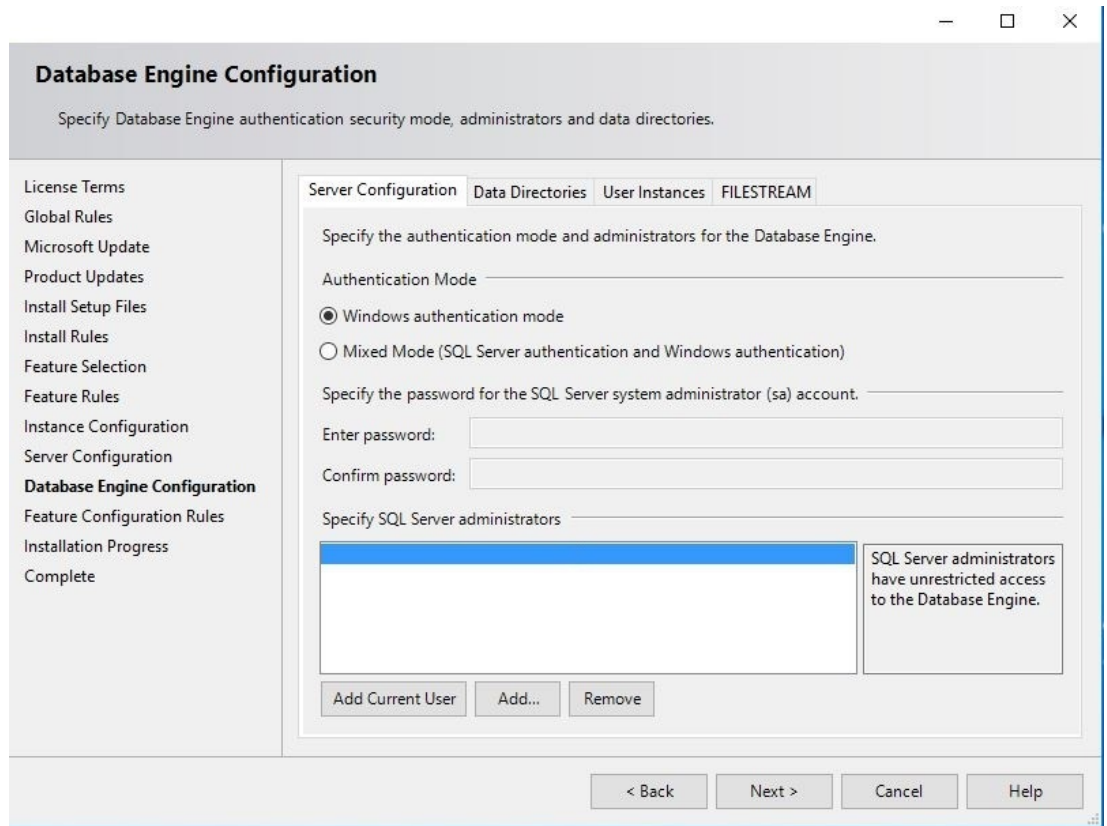 Database Engine Configuration
Specify Database Engine authentication security mode, administrators and data directories.
License Terms
Global Rules
Microsoft Update
Product Updates
Install Setup Files
Install Rules
Feature Selection
Feature Rules
Instance Configuration
Server Configuration
Database Engine Configuration
Feature Configuration Rules
Installation Progress
Complete
Server Configuration Data Directories User Instances FILESTREAM
Specify the authentication mode and administrators for the Database Engine.
Authentication Mode
Windows authentication mode
Mixed Mode (SQL Server authentication and Windows authentication)
Specify the password for the SQL Server system administrator (sa) account.
Enter password:
Confirm password:
Specify SQL Server administrators
SQL Server administrators
have unrestricted access
to the Database Engine.
Add Current User Add... Remove
< Back Next > Cancel Help